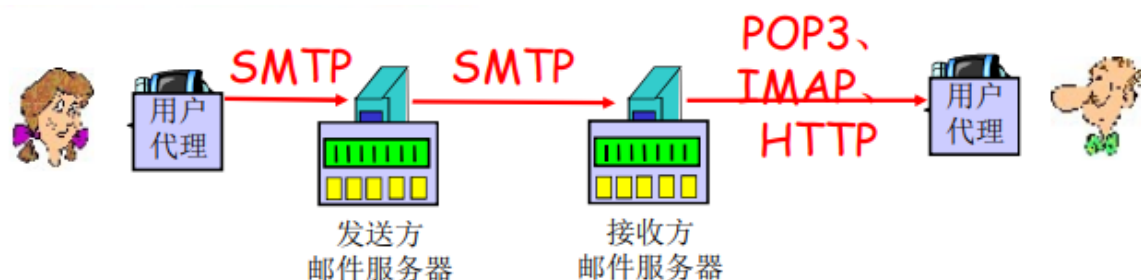 SMTP
SMTP
POP3、
IMAP、
HTTP
用户
代理
用户
代理
发送方
邮件服务器
接收方
邮件服务器